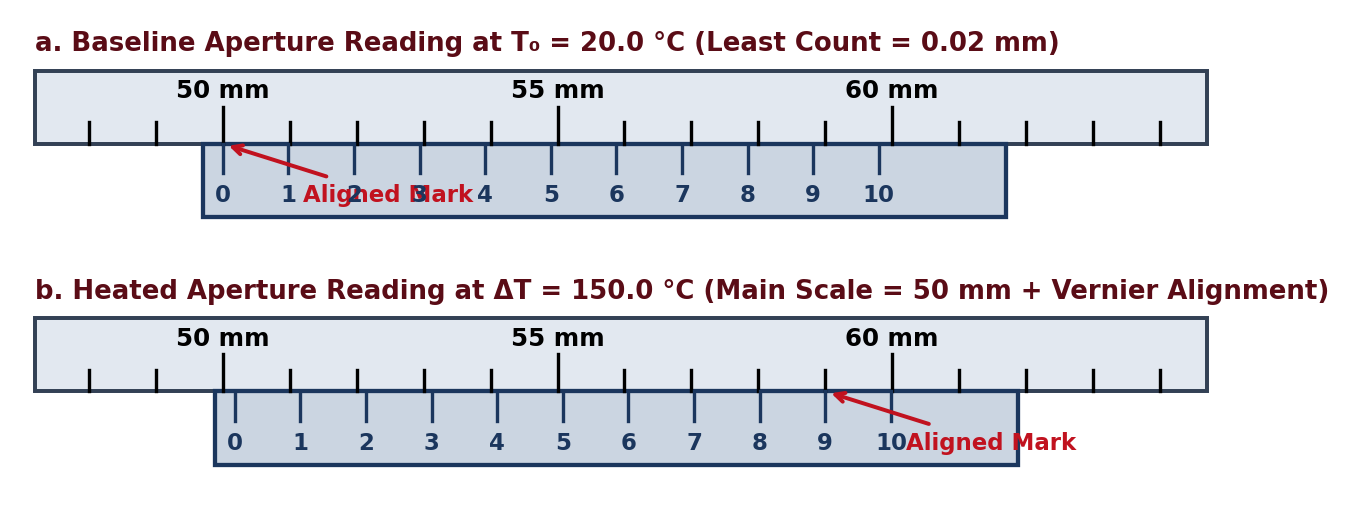 a. Baseline Aperture Reading at T₀ = 20.0 °C (Least Count = 0.02 mm)
50 mm 55 mm 60 mm
0 1 2 3 4 5 6 7 8 9 10
Aligned Mark
b. Heated Aperture Reading at ΔT = 150.0 °C (Main Scale = 50 mm + Vernier Alignment)
50 mm 55 mm 60 mm
0 1 2 3 4 5 6 7 8 9 10
Aligned Mark